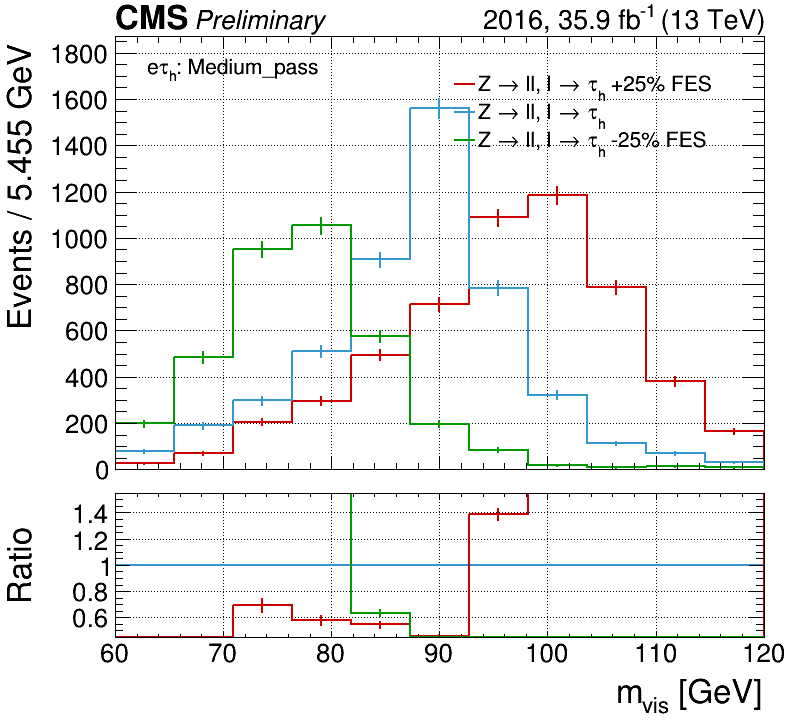 CMS Preliminary 2016, 35.9 fb⁻¹ (13 TeV)
Events / 5.455 GeV
1800
1600
1400
1200
1000
800
600
400
200
0
eτₕ: Medium_pass
Z → ll, l → τₕ +25% FES
Z → ll, l → τₕ
Z → ll, l → τₕ -25% FES
Ratio
1.4
1.2
1
0.8
0.6
60 70 80 90 100 110 120
m_vis [GeV]